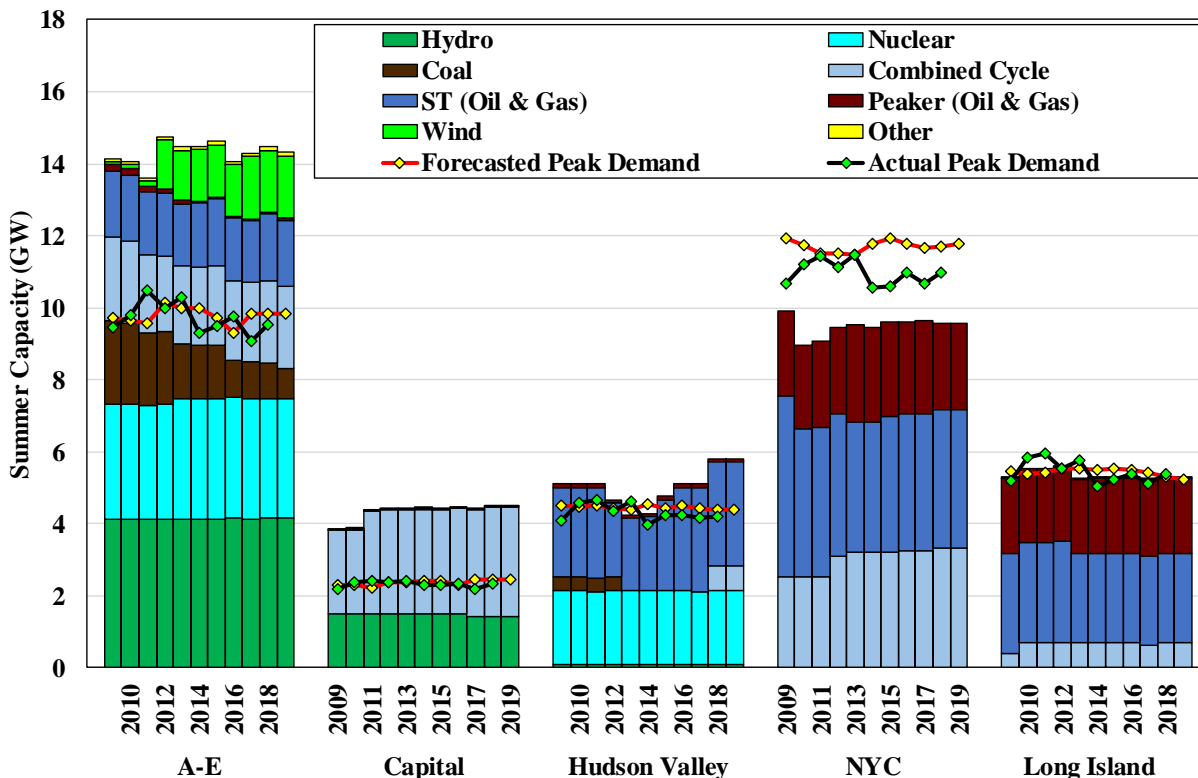 18
16
14
12
10
8
6
4
2
0
Summer Capacity (GW)
Hydro Nuclear
Coal Combined Cycle
ST (Oil & Gas) Peaker (Oil & Gas)
Wind Other
Forecasted Peak Demand Actual Peak Demand
2010 2012 2014 2016 2018 2009 2011 2013 2015 2017 2019 2010 2012 2014 2016 2018 2009 2011 2013 2015 2017 2019 2010 2012 2014 2016 2018
A-E Capital Hudson Valley NYC Long Island